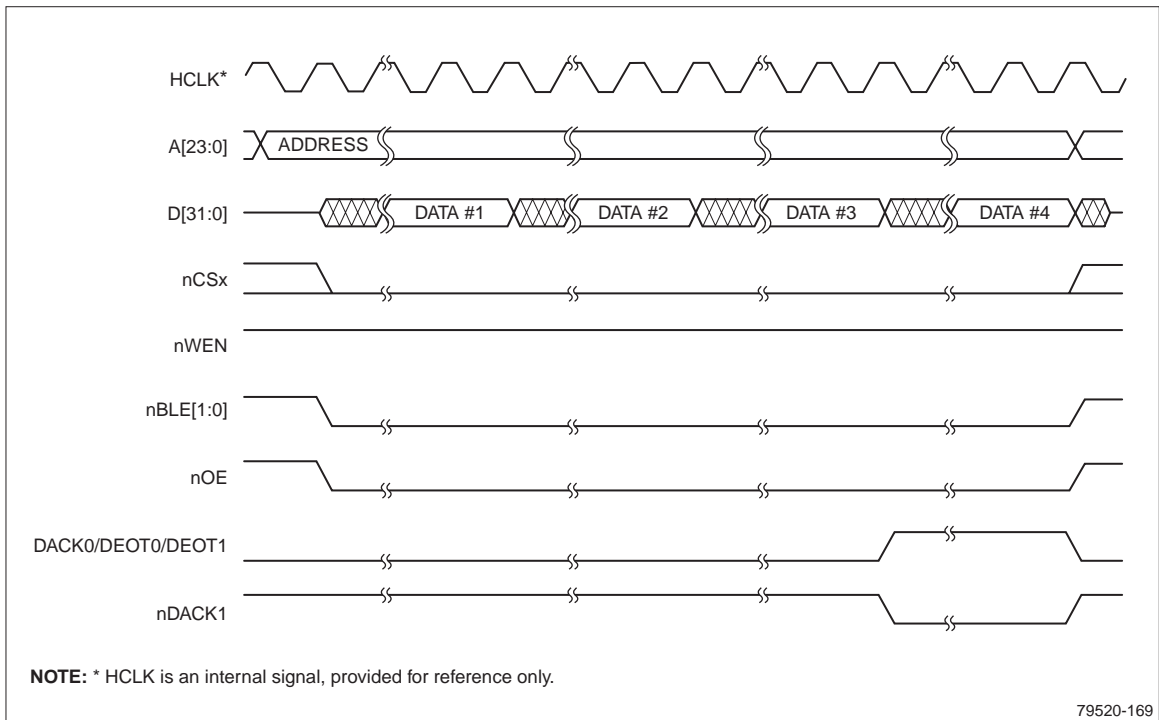 HCLK*
A[23:0] ADDRESS
D[31:0] DATA #1 DATA #2 DATA #3 DATA #4
nCSx
nWEN
nBLE[1:0]
nOE
DACK0/DEOT0/DEOT1
nDACK1
NOTE: * HCLK is an internal signal, provided for reference only.
79520-169